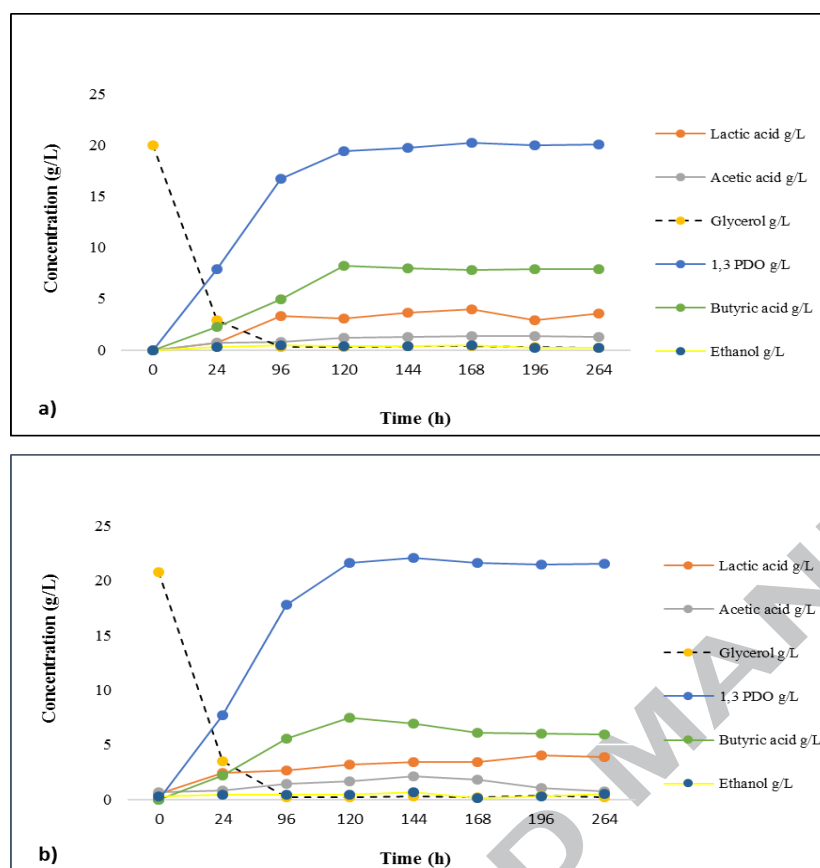 25
20
15
10
5
0
Concentration (g/L)
0 24 96 120 144 168 196 264
Time (h)
Lactic acid g/L
Acetic acid g/L
Glycerol g/L
1,3 PDO g/L
Butyric acid g/L
Ethanol g/L
a)
25
20
15
10
5
0
Concentration (g/L)
0 24 96 120 144 168 196 264
Time (h)
Lactic acid g/L
Acetic acid g/L
Glycerol g/L
1,3 PDO g/L
Butyric acid g/L
Ethanol g/L
b)
D MAN